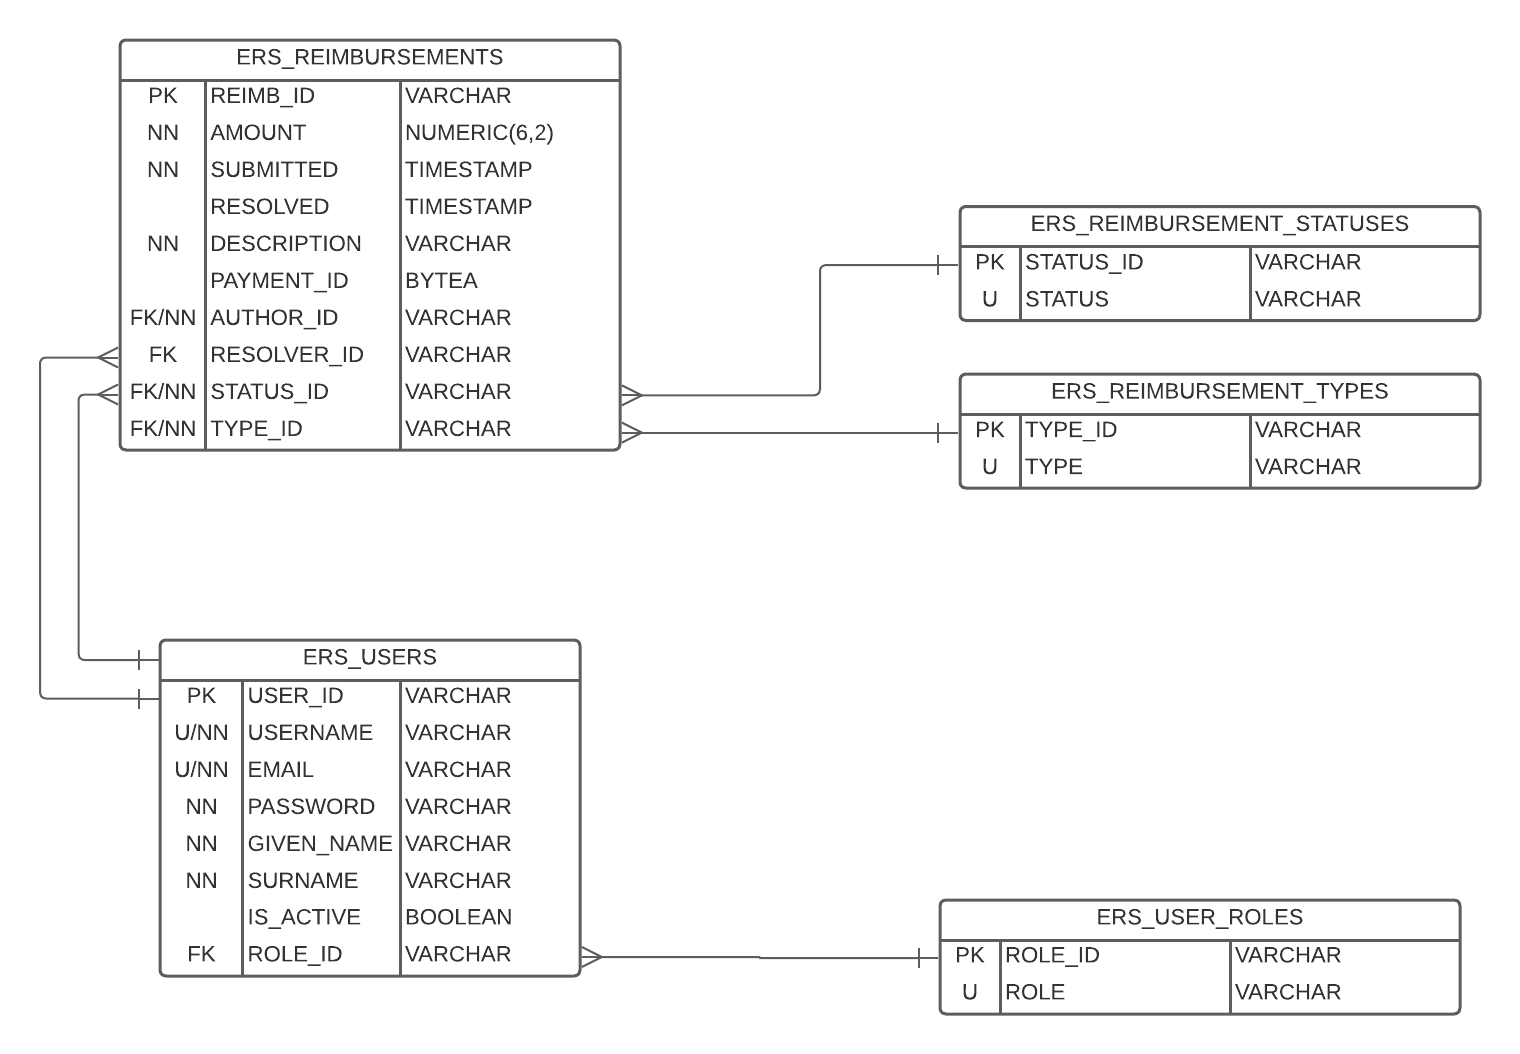 ERS_REIMBURSEMENTS
PK REIMB_ID VARCHAR
NN AMOUNT NUMERIC(6,2)
NN SUBMITTED TIMESTAMP
RESOLVED TIMESTAMP
NN DESCRIPTION VARCHAR
PAYMENT_ID BYTEA
FK/NN AUTHOR_ID VARCHAR
FK RESOLVER_ID VARCHAR
FK/NN STATUS_ID VARCHAR
FK/NN TYPE_ID VARCHAR
ERS_REIMBURSEMENT_STATUSES
PK STATUS_ID VARCHAR
U STATUS VARCHAR
ERS_REIMBURSEMENT_TYPES
PK TYPE_ID VARCHAR
U TYPE VARCHAR
ERS_USERS
PK USER_ID VARCHAR
U/NN USERNAME VARCHAR
U/NN EMAIL VARCHAR
NN PASSWORD VARCHAR
NN GIVEN_NAME VARCHAR
NN SURNAME VARCHAR
IS_ACTIVE BOOLEAN
FK ROLE_ID VARCHAR
ERS_USER_ROLES
PK ROLE_ID VARCHAR
U ROLE VARCHAR